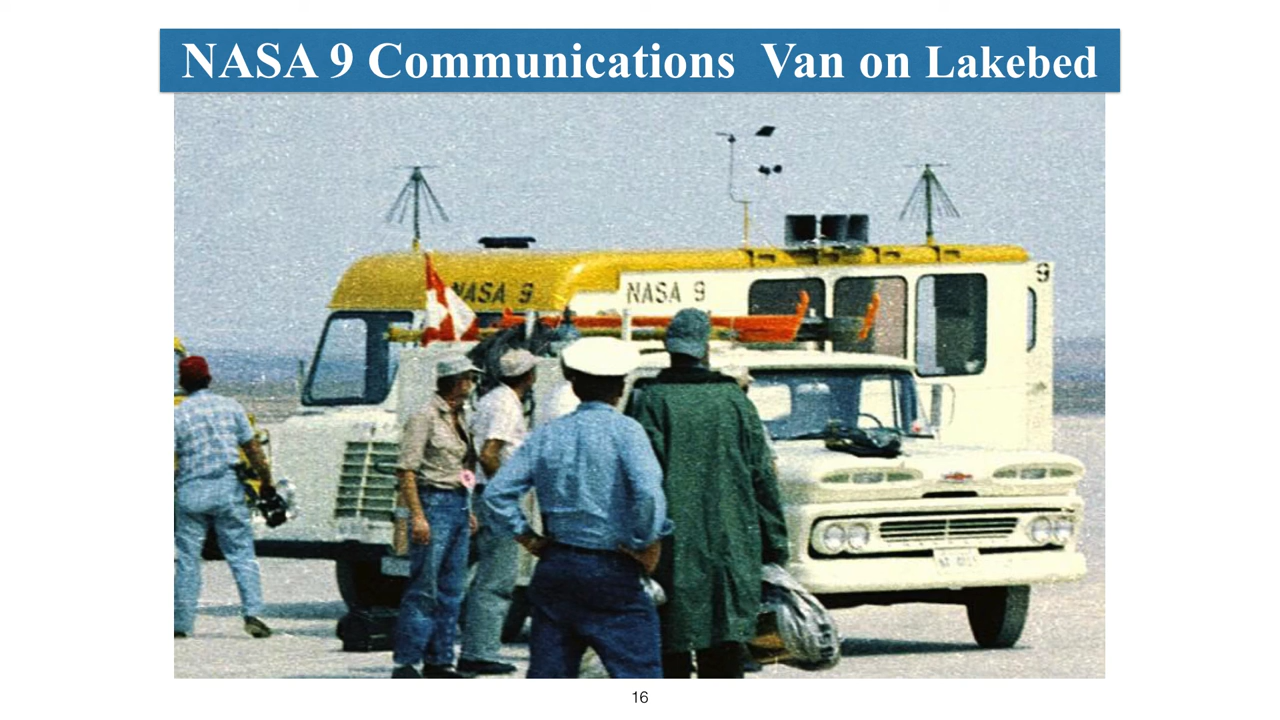 NASA 9 Communications Van on Lakebed
NASA 9
NASA 9
9
16